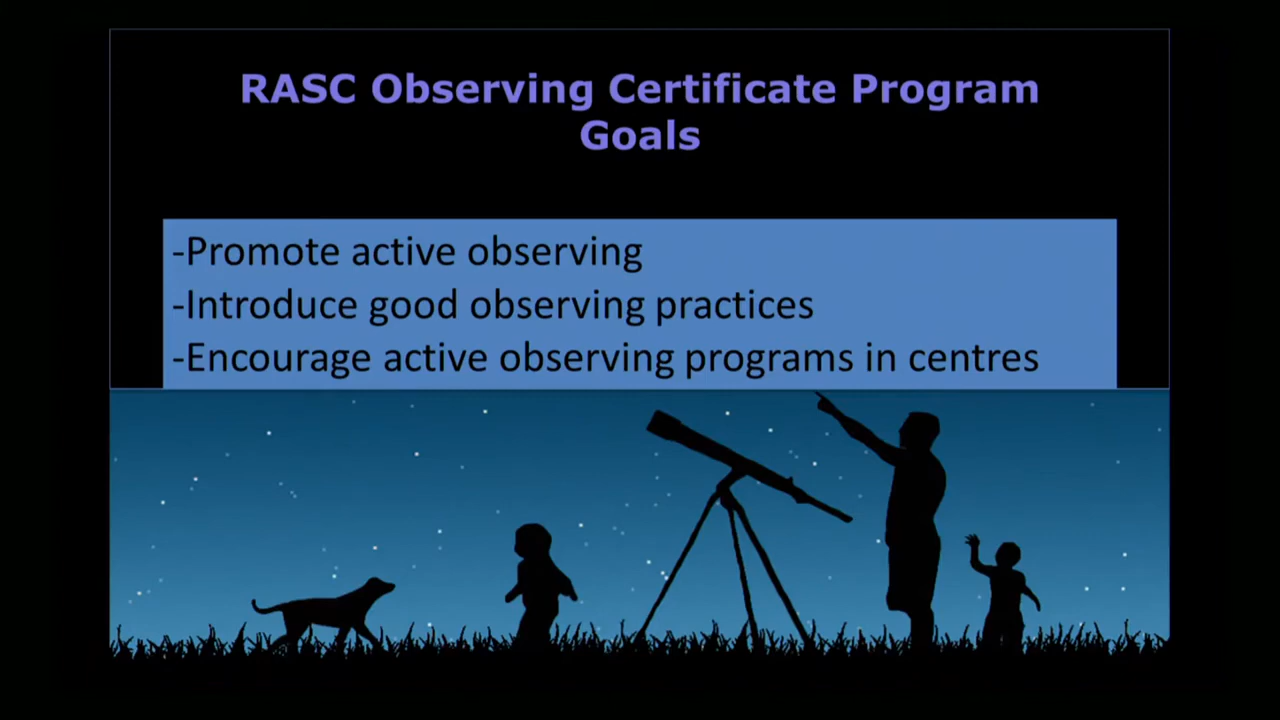 RASC Observing Certificate Program
Goals
-Promote active observing
-Introduce good observing practices
-Encourage active observing programs in centres